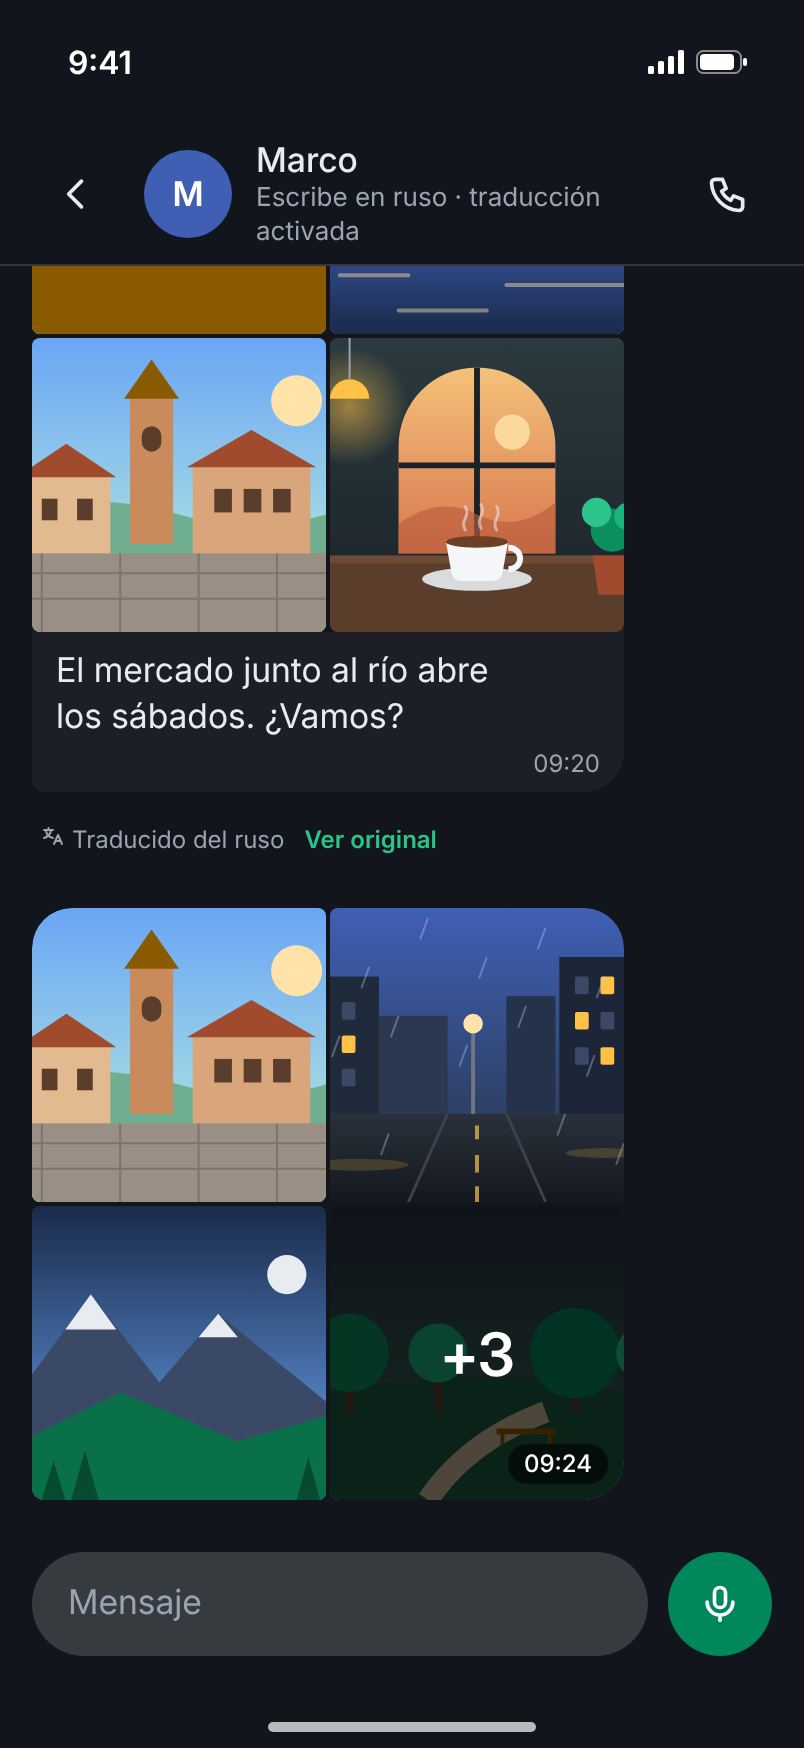 9:41
M
Marco
Escribe en ruso · traducción
activada
El mercado junto al río abre
los sábados. ¿Vamos?
09:20
Traducido del ruso Ver original
+3
09:24
Mensaje